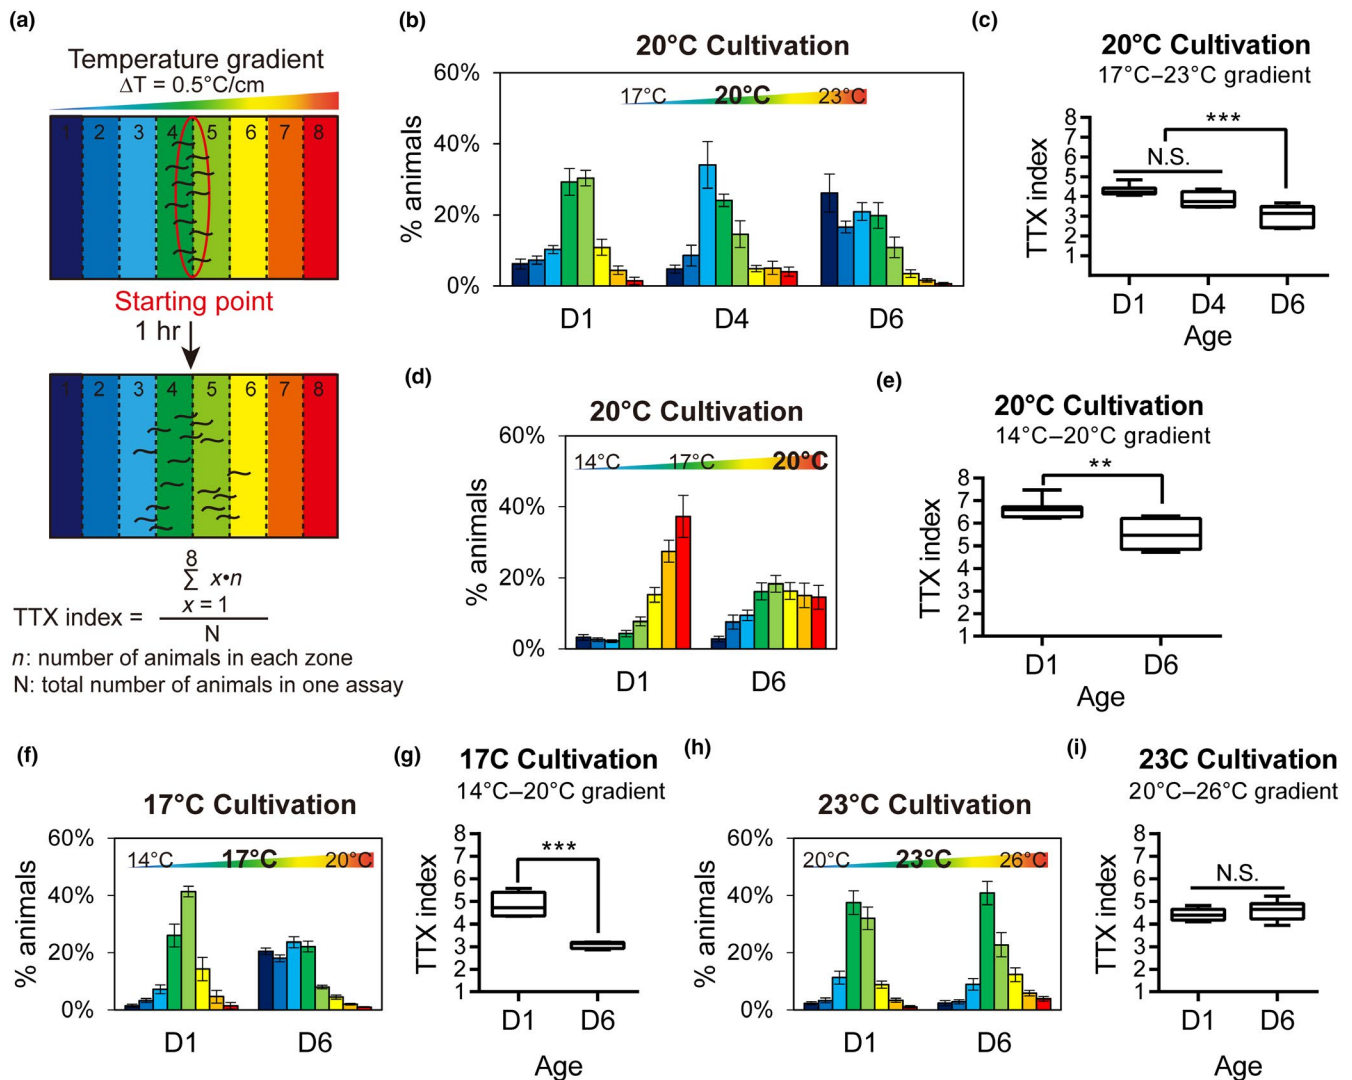 (a)
Temperature gradient
ΔT = 0.5°C/cm
1 2 3 4 5 6 7 8
Starting point
1 hr
1 2 3 4 5 6 7 8
8
Σ x•n
x = 1
TTX index =
N
n: number of animals in each zone
N: total number of animals in one assay
(b)
20°C Cultivation
60%
40%
20%
0%
% animals
17°C 20°C 23°C
D1 D4 D6
(c)
20°C Cultivation
17°C–23°C gradient
8
7
6
5
4
3
2
1
TTX index
N.S.
***
D1 D4 D6
Age
(d)
20°C Cultivation
60%
40%
20%
0%
% animals
14°C 17°C 20°C
D1 D6
(e)
20°C Cultivation
14°C–20°C gradient
8
7
6
5
4
3
2
1
TTX index
**
D1 D6
Age
(f)
17°C Cultivation
60%
40%
20%
0%
% animals
14°C 17°C 20°C
D1 D6
(g)
17C Cultivation
14°C–20°C gradient
8
7
6
5
4
3
2
1
TTX index
***
D1 D6
Age
(h)
23°C Cultivation
60%
40%
20%
0%
% animals
20°C 23°C 26°C
D1 D6
(i)
23C Cultivation
20°C–26°C gradient
8
7
6
5
4
3
2
1
TTX index
N.S.
D1 D6
Age